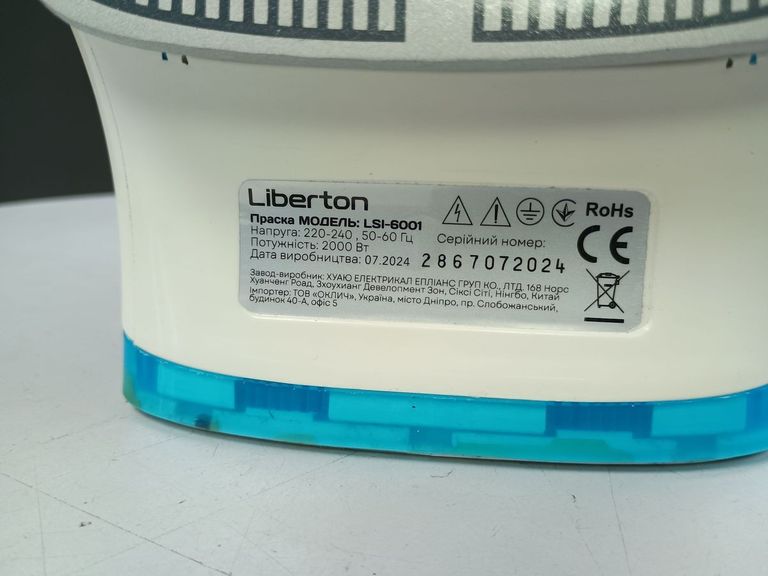 Liberton
Праска МОДЕЛЬ: LSI-6001
Напруга: 220-240 , 50-60 Гц
Потужність: 2000 Вт
Дата виробництва: 07.2024
RoHs
Серійний номер:
2867072024
CE
Завод-виробник: ХУАЮ ЕЛЕКТРИКАЛ ЕПЛІАНС ГРУП КО., ЛТД. 168 Норс
Хуанченг Роад, Зхоухианг Девелопмент Зон, Сіксі Сіті, Нінгбо, Китай
Імпортер: ТОВ "ОКЛИЧ", Україна, місто Дніпро, пр. Слобожанський,
будинок 40-А, офіс 5